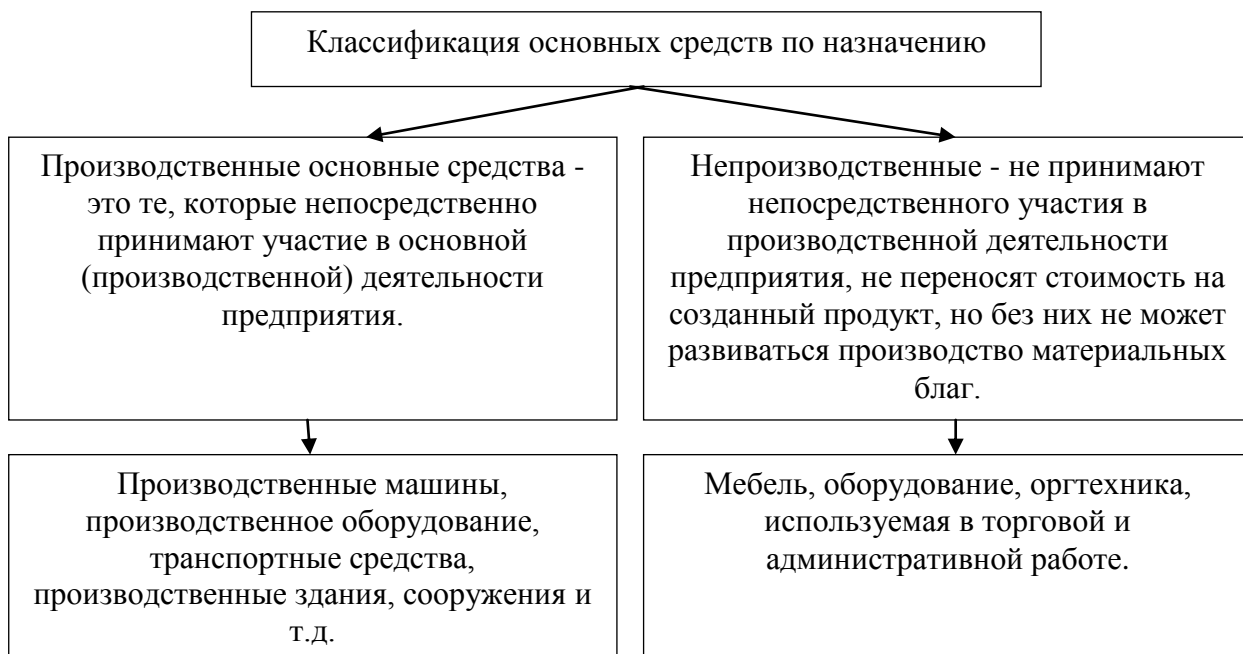 Классификация основных средств по назначению
Производственные основные средства -
это те, которые непосредственно
принимают участие в основной
(производственной) деятельности
предприятия.
Непроизводственные - не принимают
непосредственного участия в
производственной деятельности
предприятия, не переносят стоимость на
созданный продукт, но без них не может
развиваться производство материальных
благ.
Производственные машины,
производственное оборудование,
транспортные средства,
производственные здания, сооружения и
т.д.
Мебель, оборудование, оргтехника,
используемая в торговой и
административной работе.